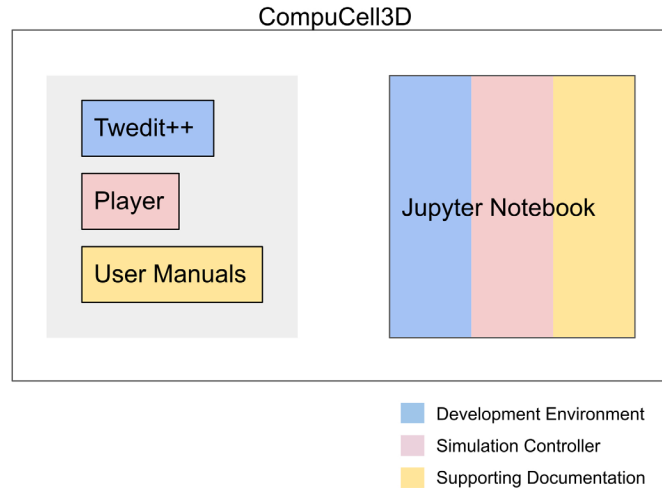 CompuCell3D
Twedit++
Player
User Manuals
Jupyter Notebook
Development Environment
Simulation Controller
Supporting Documentation